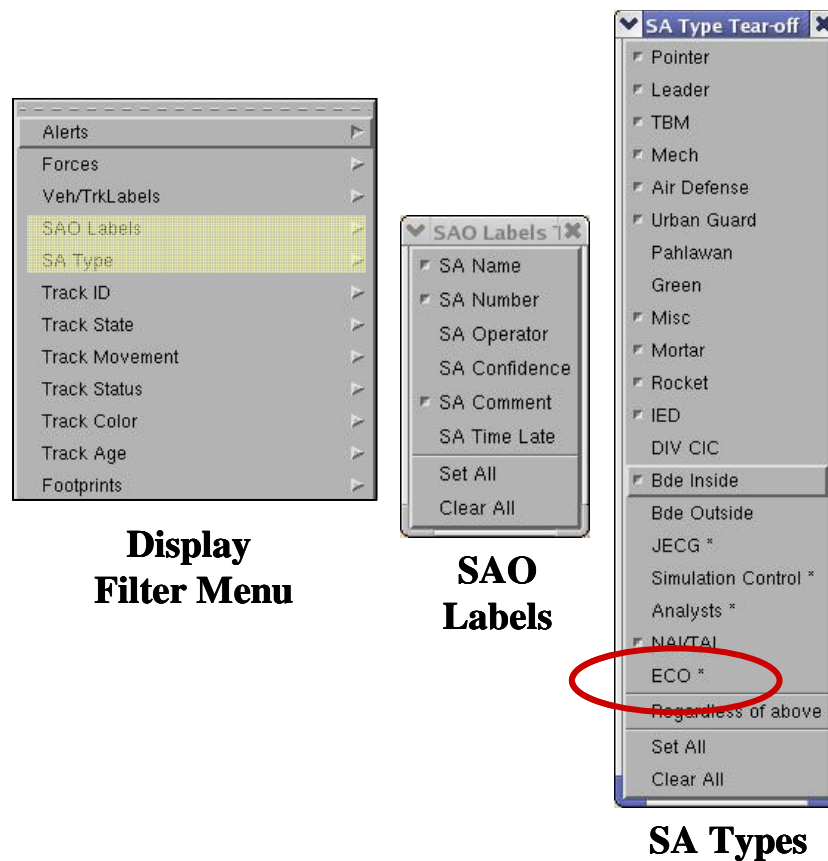 Alerts
Forces
Veh/TrkLabels
SAO Labels
SA Type
Track ID
Track State
Track Movement
Track Status
Track Color
Track Age
Footprints
Display
Filter Menu
SAO Labels T
SA Name
SA Number
SA Operator
SA Confidence
SA Comment
SA Time Late
Set All
Clear All
SAO
Labels
SA Type Tear-off
Pointer
Leader
TBM
Mech
Air Defense
Urban Guard
Pahlawan
Green
Misc
Mortar
Rocket
IED
DIV CIC
Bde Inside
Bde Outside
JECG *
Simulation Control *
Analysts *
NAI/TAI
ECO *
Regardless of above
Set All
Clear All
SA Types